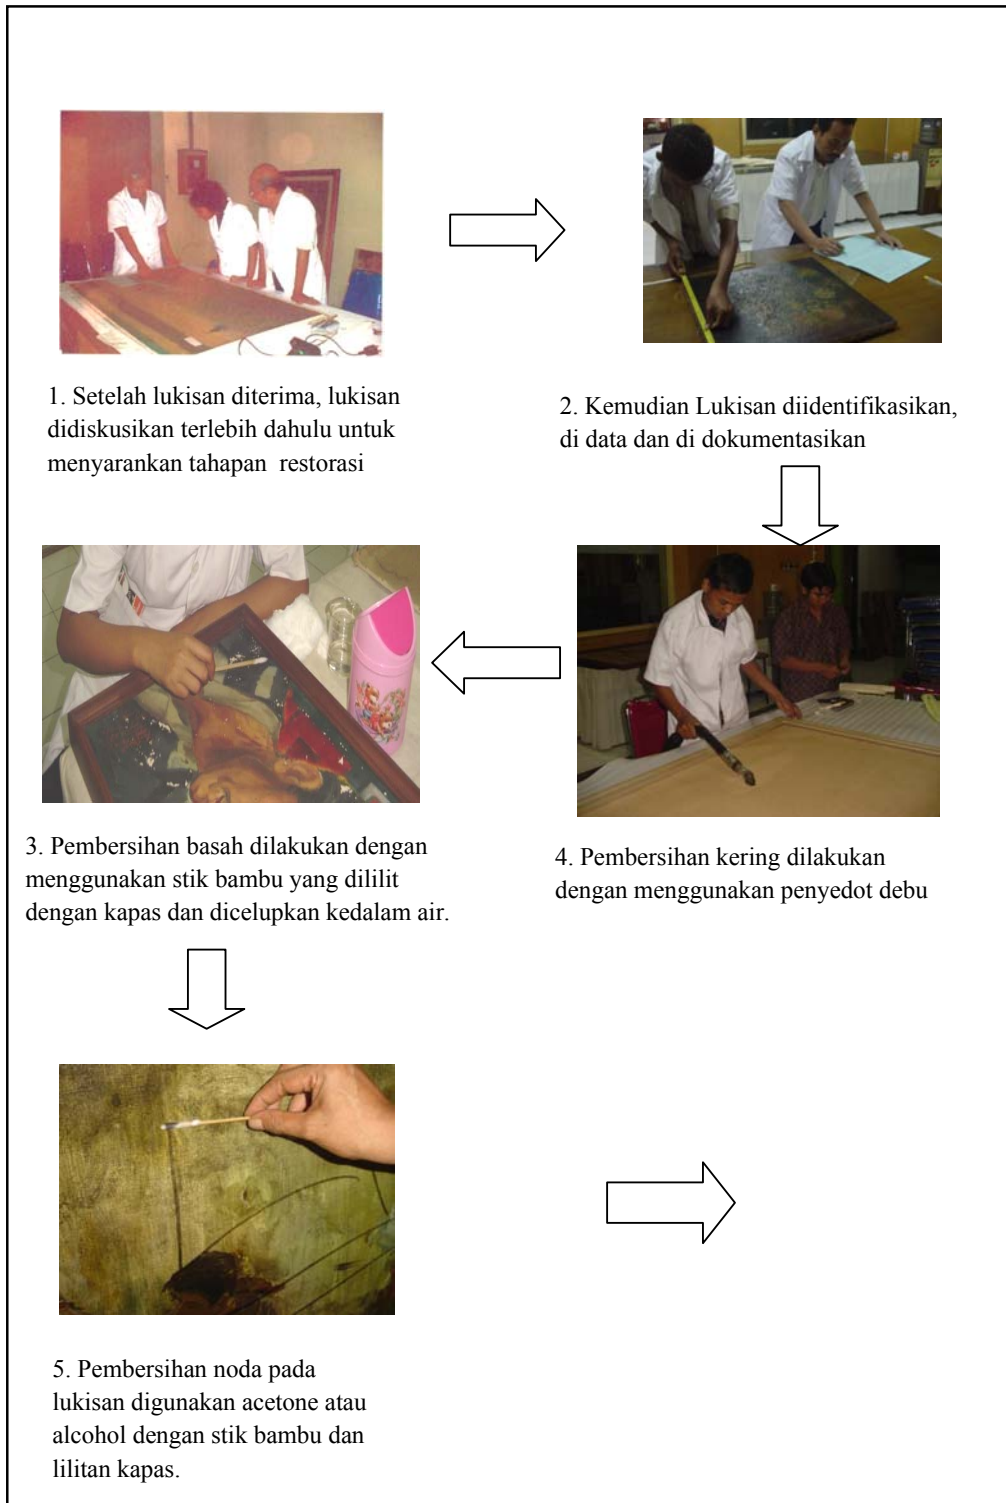 1. Setelah lukisan diterima, lukisan
didiskusikan terlebih dahulu untuk
menyarankan tahapan  restorasi
2. Kemudian Lukisan diidentifikasikan,
di data dan di dokumentasikan
3. Pembersihan basah dilakukan dengan
menggunakan stik bambu yang dililit
dengan kapas dan dicelupkan kedalam air.
4. Pembersihan kering dilakukan
dengan menggunakan penyedot debu
5. Pembersihan noda pada
lukisan digunakan acetone atau
alcohol dengan stik bambu dan
lilitan kapas.